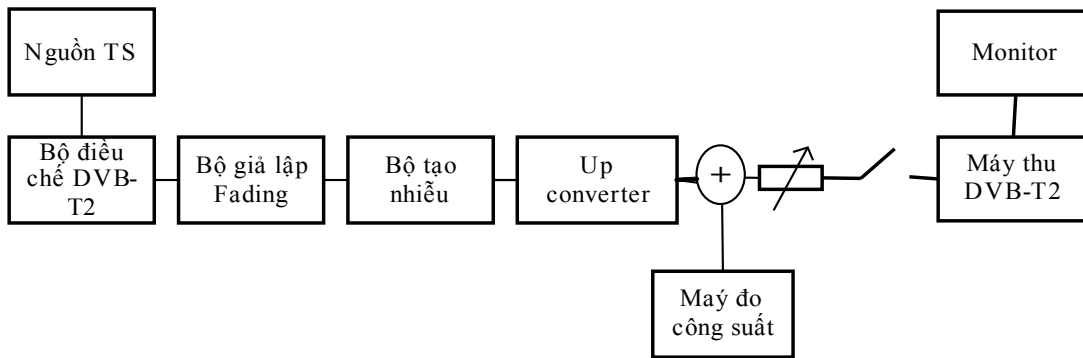 Nguồn TS
Monitor
Bộ điều
chế DVB-
T2
Bộ giả lập
Fading
Bộ tạo
nhiễu
Up
converter
+
Máy thu
DVB-T2
Maý đo
công suất